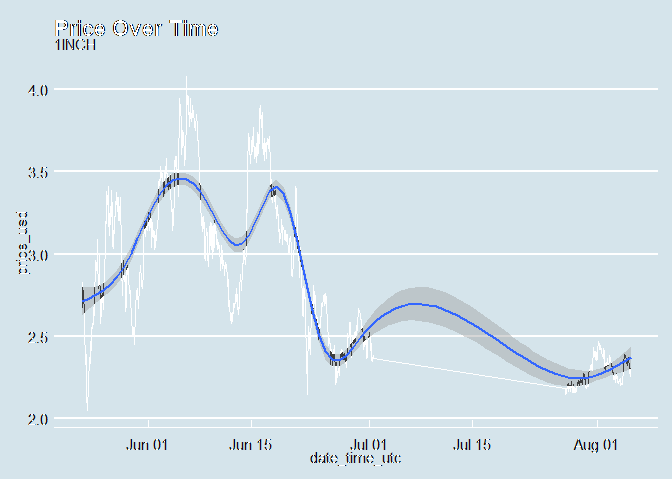 Price Over Time
1INCH
4.0
3.5
3.0
2.5
2.0
price_usd
Jun 01
Jun 15
Jul 01
Jul 15
Aug 01
date_time_utc